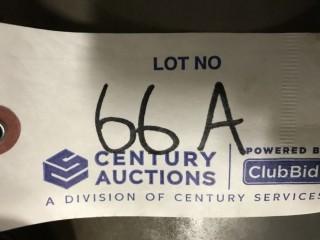 LOT NO
66 A
CENTURY AUCTIONS
POWERED B
ClubBid
A DIVISION OF CENTURY SERVICES